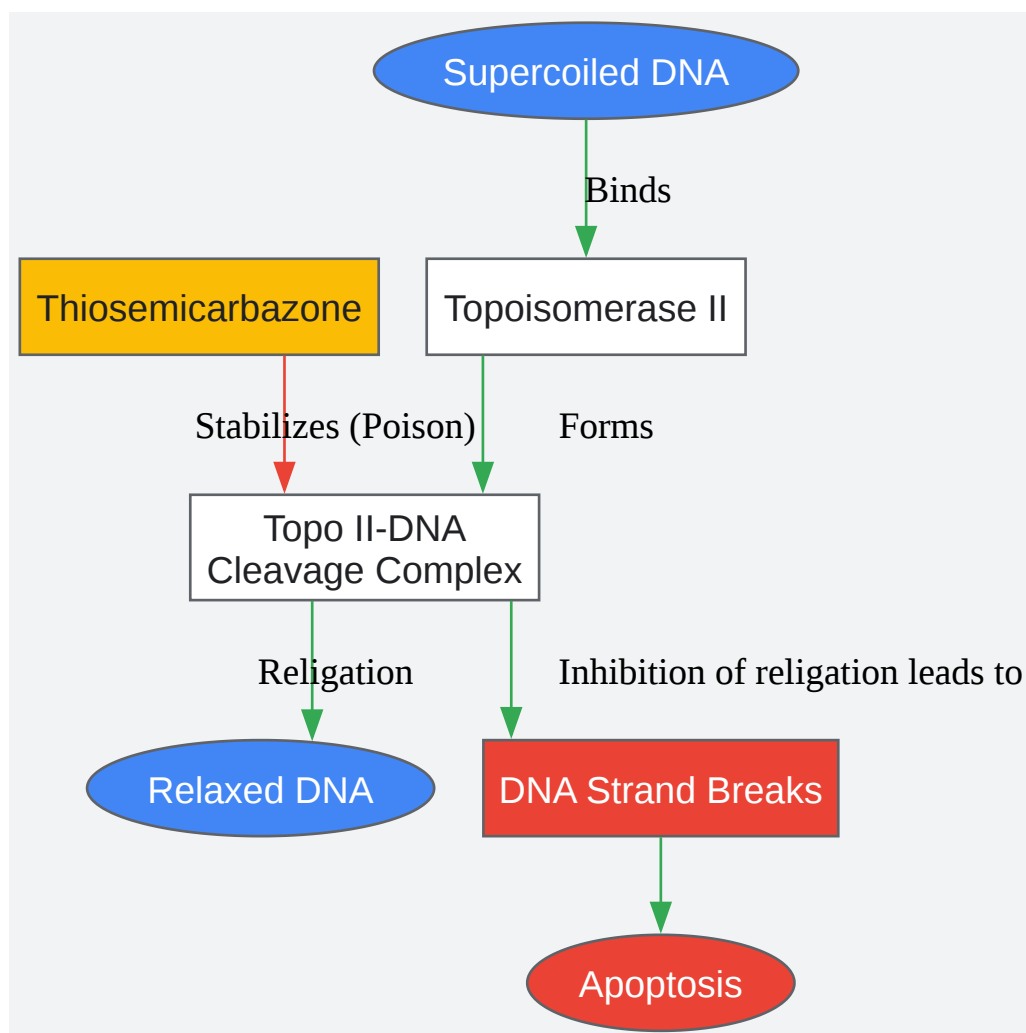 Supercoiled DNA
Binds
Thiosemicarbazone
Topoisomerase II
Stabilizes (Poison)
Forms
Topo II-DNA
Cleavage Complex
Religation
Inhibition of religation leads to
Relaxed DNA
DNA Strand Breaks
Apoptosis